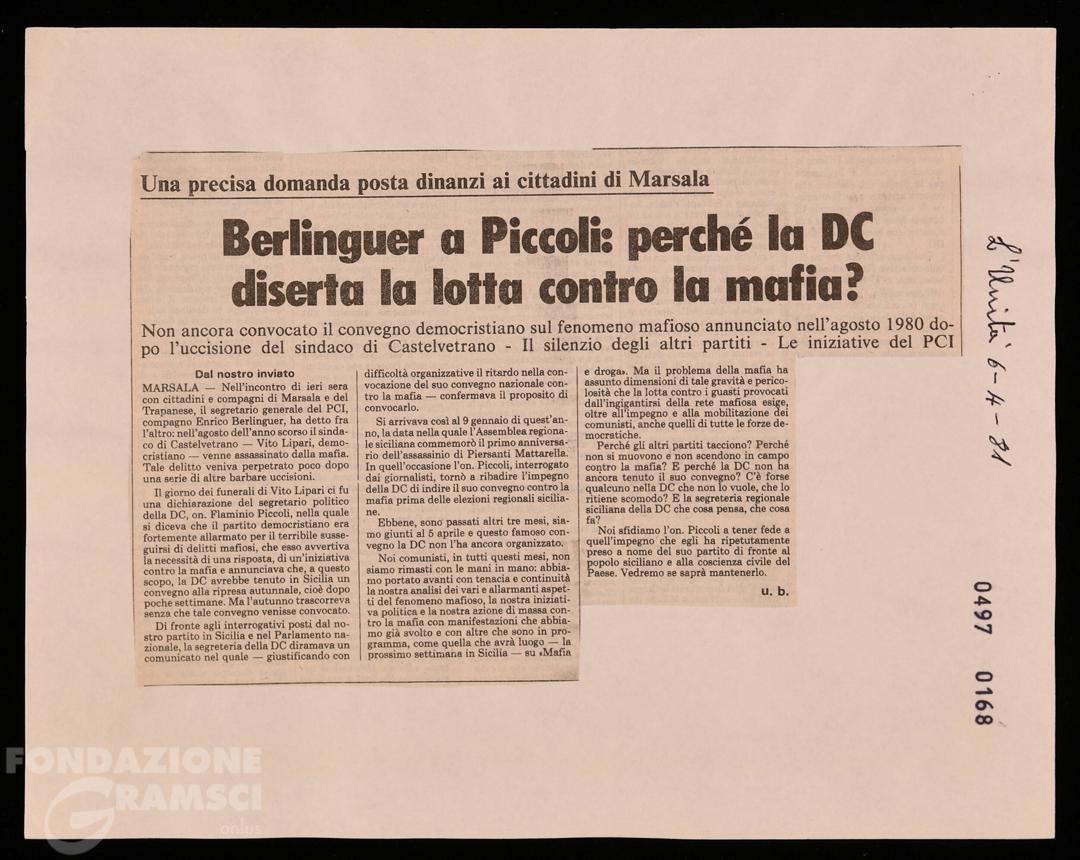 Una precisa domanda posta dinanzi ai cittadini di Marsala
Berlinguer a Piccoli: perché la DC
diserta la lotta contro la mafia?
Non ancora convocato il convegno democristiano sul fenomeno mafioso annunciato nell'agosto 1980 do-
po l'uccisione del sindaco di Castelvetrano - Il silenzio degli altri partiti - Le iniziative del PCI
Dal nostro inviato
MARSALA — Nell'incontro di ieri sera
con cittadini e compagni di Marsala e del
Trapanese, il segretario generale del PCI,
compagno Enrico Berlinguer, ha detto fra
l'altro: nell'agosto dell'anno scorso il sinda-
co di Castelvetrano — Vito Lipari, demo-
cristiano — venne assassinato dalla mafia.
Tale delitto veniva perpetrato poco dopo
una serie di altre barbare uccisioni.
Il giorno dei funerali di Vito Lipari ci fu
una dichiarazione del segretario politico
della DC, on. Flaminio Piccoli, nella quale
si diceva che il partito democristiano era
fortemente allarmato per il terribile susse-
guirsi di delitti mafiosi, che esso avvertiva
la necessità di una risposta, di un'iniziativa
contro la mafia e annunciava che, a questo
scopo, la DC avrebbe tenuto in Sicilia un
convegno alla ripresa autunnale, cioè dopo
poche settimane. Ma l'autunno trascorreva
senza che tale convegno venisse convocato.
Di fronte agli interrogativi posti dal no-
stro partito in Sicilia e nel Parlamento na-
zionale, la segreteria della DC diramava un
comunicato nel quale — giustificando con
difficoltà organizzative il ritardo nella con-
vocazione del suo convegno nazionale con-
tro la mafia — confermava il proposito di
convocarlo.
Si arrivava così al 9 gennaio di quest'an-
no, la data nella quale l'Assemblea regiona-
le siciliana commemorò il primo anniversa-
rio dell'assassinio di Piersanti Mattarella.
In quell'occasione l'on. Piccoli, interrogato
dai giornalisti, tornò a ribadire l'impegno
della DC di indire il suo convegno contro la
mafia prima delle elezioni regionali sicilia-
ne.
Ebbene, sono passati altri tre mesi, sia-
mo giunti al 5 aprile e questo famoso con-
vegno la DC non l'ha ancora organizzato.
Noi comunisti, in tutti questi mesi, non
siamo rimasti con le mani in mano: abbia-
mo portato avanti con tenacia e continuità
la nostra analisi dei vari e allarmanti aspet-
ti del fenomeno mafioso, la nostra iniziati-
va politica e la nostra azione di massa con-
tro la mafia con manifestazioni che abbia-
mo già svolto e con altre che sono in pro-
gramma, come quella che avrà luogo — la
prossimo settimana in Sicilia — su «Mafia
e droga». Ma il problema della mafia ha
assunto dimensioni di tale gravità e perico-
losità che la lotta contro i guasti provocati
dall'ingigantirsi della rete mafiosa esige,
oltre all'impegno e alla mobilitazione dei
comunisti, anche quelli di tutte le forze de-
mocratiche.
Perché gli altri partiti tacciono? Perché
non si muovono e non scendono in campo
contro la mafia? E perché la DC non ha
ancora tenuto il suo convegno? C'è forse
qualcuno nella DC che non lo vuole, che lo
ritiene scomodo? E la segreteria regionale
siciliana della DC che cosa pensa, che cosa
fa?
Noi sfidiamo l'on. Piccoli a tener fede a
quell'impegno che egli ha ripetutamente
preso a nome del suo partito di fronte al
popolo siciliano e alla coscienza civile del
Paese. Vedremo se saprà mantenerlo.
u. b.
L'Unità 6-4-81
0497 0168
FONDAZIONE
GRAMSCI
onlus